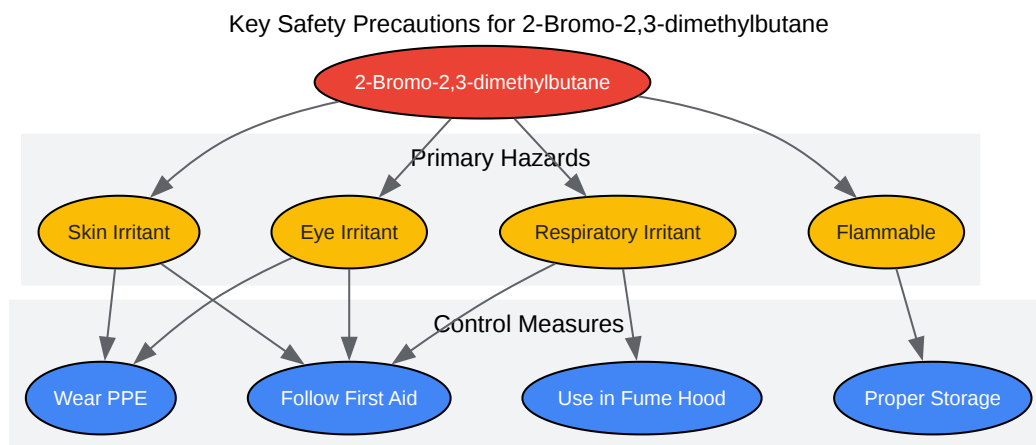 Key Safety Precautions for 2-Bromo-2,3-dimethylbutane
2-Bromo-2,3-dimethylbutane
Primary Hazards
Skin Irritant
Eye Irritant
Respiratory Irritant
Flammable
Control Measures
Wear PPE
Follow First Aid
Use in Fume Hood
Proper Storage